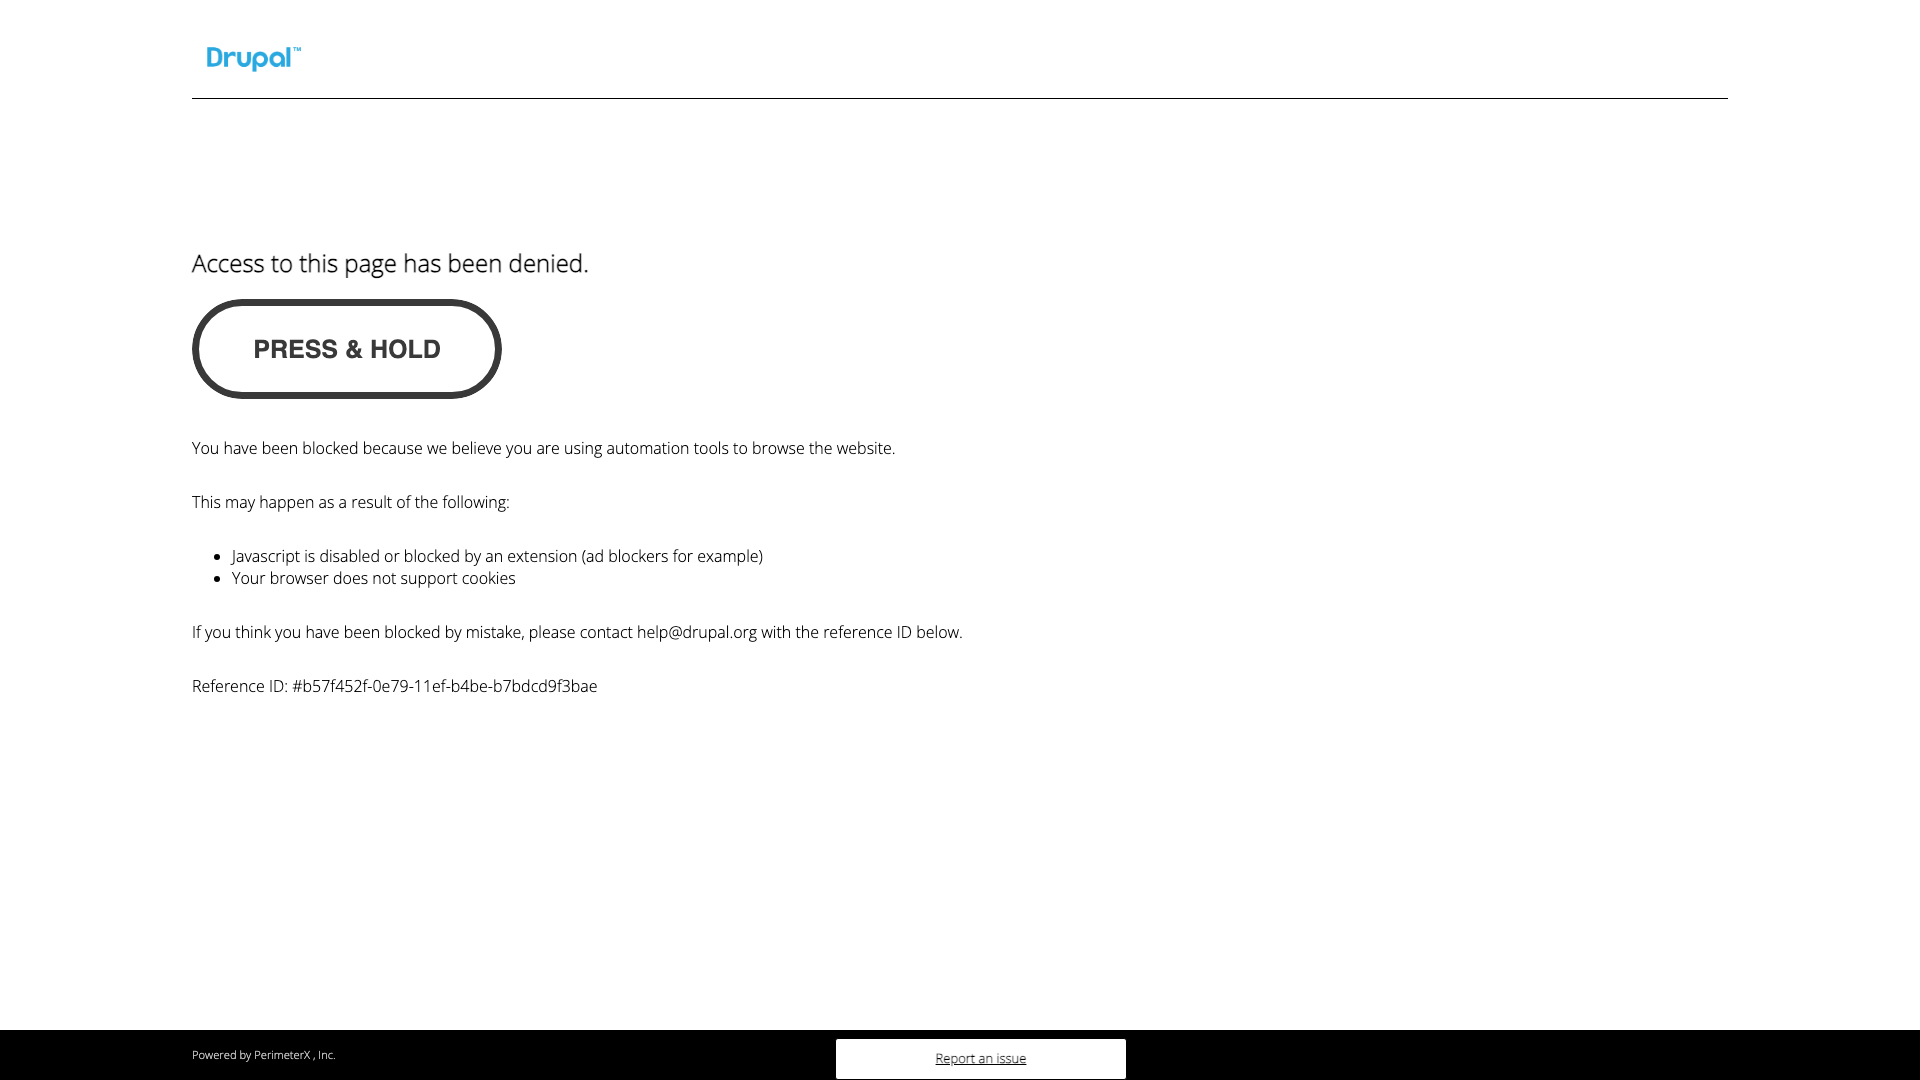 Drupal™
Access to this page has been denied.
PRESS & HOLD
You have been blocked because we believe you are using automation tools to browse the website.
This may happen as a result of the following:
Javascript is disabled or blocked by an extension (ad blockers for example)
Your browser does not support cookies
If you think you have been blocked by mistake, please contact help@drupal.org with the reference ID below.
Reference ID: #b57f452f-0e79-11ef-b4be-b7bdcd9f3bae
Powered by PerimeterX , Inc.
Report an issue